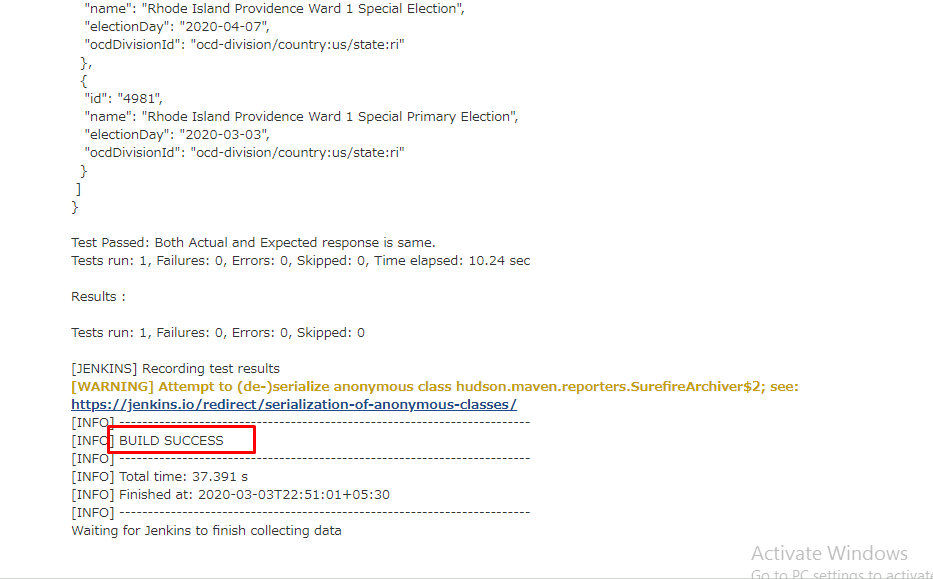 "name": "Rhode Island Providence Ward 1 Special Election",
"electionDay": "2020-04-07",
"ocdDivisionId": "ocd-division/country:us/state:ri"
},
{
"id": "4981",
"name": "Rhode Island Providence Ward 1 Special Primary Election",
"electionDay": "2020-03-03",
"ocdDivisionId": "ocd-division/country:us/state:ri"
}
]
}
Test Passed: Both Actual and Expected response is same.
Tests run: 1, Failures: 0, Errors: 0, Skipped: 0, Time elapsed: 10.24 sec
Results :
Tests run: 1, Failures: 0, Errors: 0, Skipped: 0
[JENKINS] Recording test results
[WARNING] Attempt to (de-)serialize anonymous class hudson.maven.reporters.SurefireArchiver$2; see:
https://jenkins.io/redirect/serialization-of-anonymous-classes/
[INFO] ------------------------------------------------------------------------
[INFO] BUILD SUCCESS
[INFO] ------------------------------------------------------------------------
[INFO] Total time: 37.391 s
[INFO] Finished at: 2020-03-03T22:51:01+05:30
[INFO] ------------------------------------------------------------------------
Waiting for Jenkins to finish collecting data
Activate Windows
Go to PC settings to activate